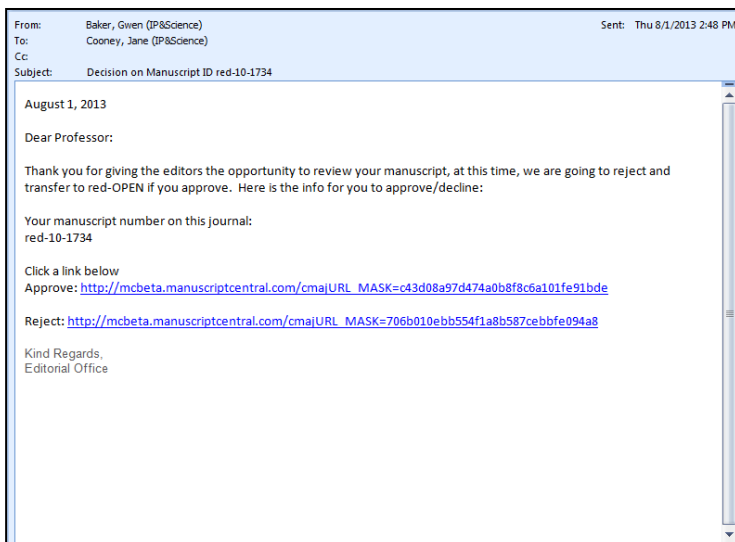 From: Baker, Gwen (IP&Science) Sent: Thu 8/1/2013 2:48 PM
To: Cooney, Jane (IP&Science)
Cc:
Subject: Decision on Manuscript ID red-10-1734
August 1, 2013
Dear Professor:
Thank you for giving the editors the opportunity to review your manuscript, at this time, we are going to reject and
transfer to red-OPEN if you approve. Here is the info for you to approve/decline:
Your manuscript number on this journal:
red-10-1734
Click a link below
Approve: http://mcbeta.manuscriptcentral.com/cmajURL_MASK=c43d08a97d474a0b8f8c6a101fe91bde
Reject: http://mcbeta.manuscriptcentral.com/cmajURL_MASK=706b010ebb554f1a8b587cebbfe094a8
Kind Regards,
Editorial Office